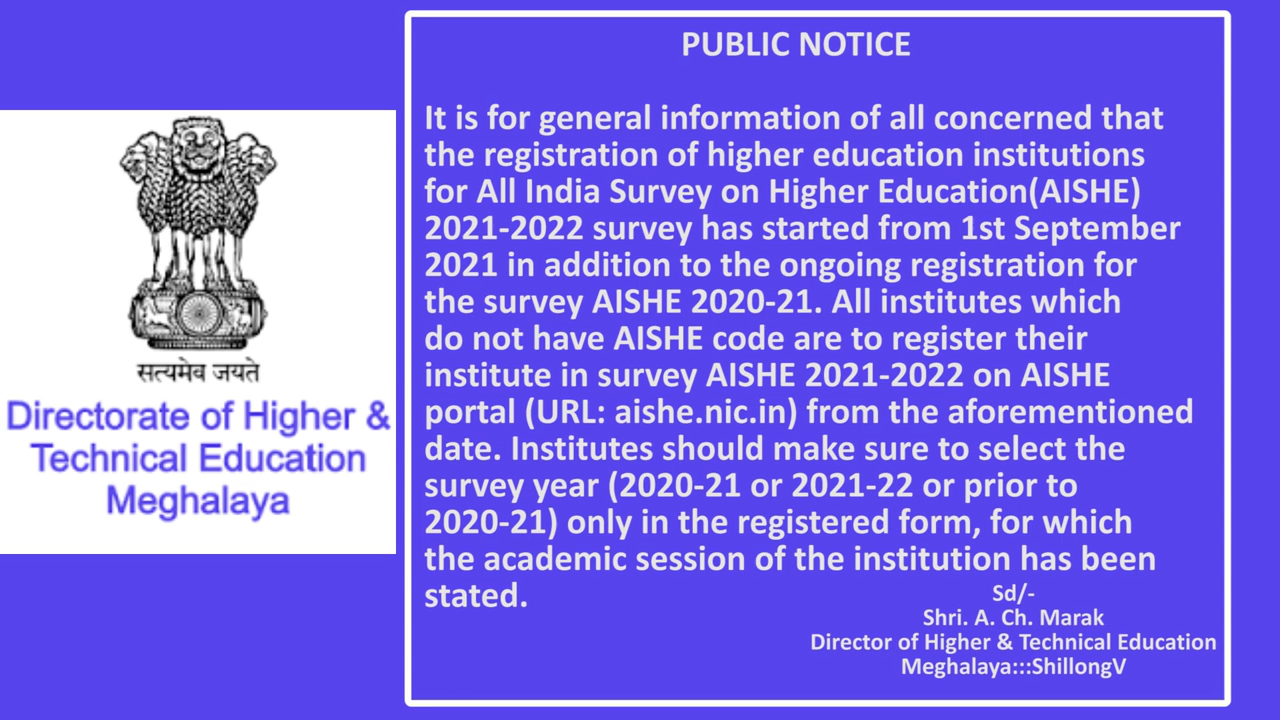 सत्यमेव जयते
Directorate of Higher &
Technical Education
Meghalaya
PUBLIC NOTICE
It is for general information of all concerned that
the registration of higher education institutions
for All India Survey on Higher Education(AISHE)
2021-2022 survey has started from 1st September
2021 in addition to the ongoing registration for
the survey AISHE 2020-21. All institutes which
do not have AISHE code are to register their
institute in survey AISHE 2021-2022 on AISHE
portal (URL: aishe.nic.in) from the aforementioned
date. Institutes should make sure to select the
survey year (2020-21 or 2021-22 or prior to
2020-21) only in the registered form, for which
the academic session of the institution has been
stated.
Sd/-
Shri. A. Ch. Marak
Director of Higher & Technical Education
Meghalaya:::ShillongV